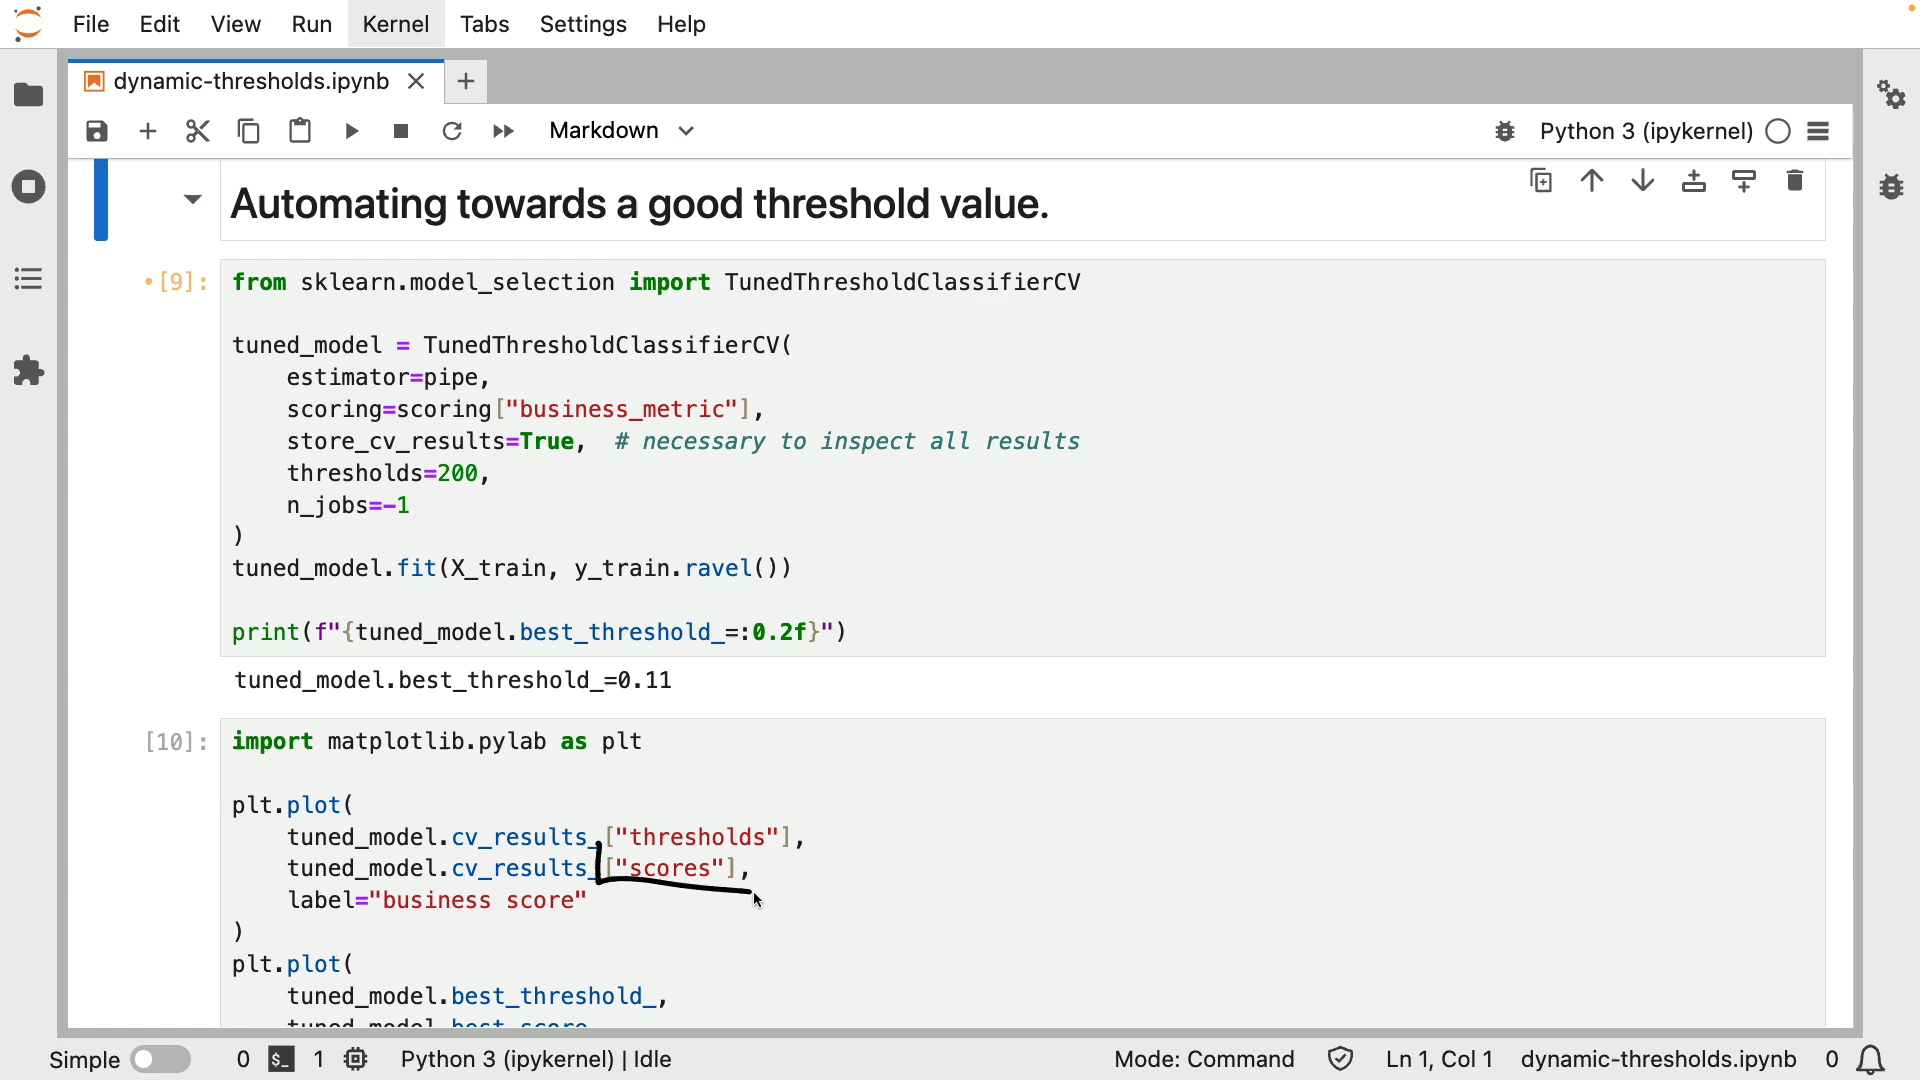 File Edit View Run Kernel Tabs Settings Help
dynamic-thresholds.ipynb
Markdown Python 3 (ipykernel)
Automating towards a good threshold value.
[9]: from sklearn.model_selection import TunedThresholdClassifierCV
tuned_model = TunedThresholdClassifierCV(
estimator=pipe,
scoring=scoring["business_metric"],
store_cv_results=True,  # necessary to inspect all results
thresholds=200,
n_jobs=-1
)
tuned_model.fit(X_train, y_train.ravel())
print(f"{tuned_model.best_threshold_=:0.2f}")
tuned_model.best_threshold_=0.11
[10]: import matplotlib.pylab as plt
plt.plot(
tuned_model.cv_results_["thresholds"],
tuned_model.cv_results_["scores"],
label="business score"
)
plt.plot(
tuned_model.best_threshold_,
tuned_model.best_score_
Simple 0 $_ 1 Python 3 (ipykernel) | Idle Mode: Command Ln 1, Col 1 dynamic-thresholds.ipynb 0